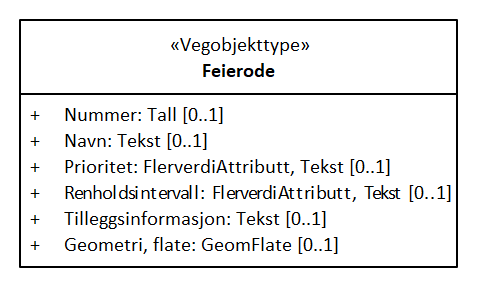 «Vegobjekttype»
Feierode
+ Nummer: Tall [0..1]
+ Navn: Tekst [0..1]
+ Prioritet: FlerverdiAttributt, Tekst [0..1]
+ Renholdsintervall: FlerverdiAttributt, Tekst [0..1]
+ Tilleggsinformasjon: Tekst [0..1]
+ Geometri, flate: GeomFlate [0..1]